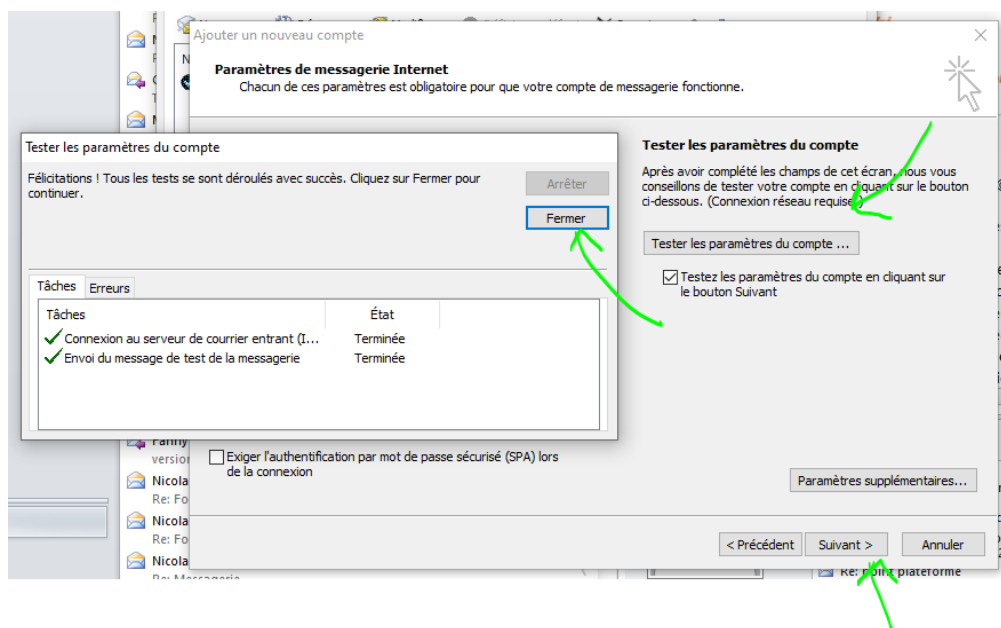 Ajouter un nouveau compte
Paramètres de messagerie Internet
Chacun de ces paramètres est obligatoire pour que votre compte de messagerie fonctionne.
Tester les paramètres du compte
Félicitations ! Tous les tests se sont déroulés avec succès. Cliquez sur Fermer pour
continuer.
Arrêter
Fermer
Tâches
Erreurs
Tâches
État
Connexion au serveur de courrier entrant (I...
Terminée
Envoi du message de test de la messagerie
Terminée
Tester les paramètres du compte
Après avoir complété les champs de cet écran, nous vous
conseillons de tester votre compte en cliquant sur le bouton
ci-dessous. (Connexion réseau requise.)
Tester les paramètres du compte ...
Testez les paramètres du compte en cliquant sur
le bouton Suivant
Fanny
version
Exiger l'authentification par mot de passe sécurisé (SPA) lors
de la connexion
Nicola
Re: Fo
Paramètres supplémentaires...
Nicola
Re: Fo
< Précédent
Suivant >
Annuler
Nicola
Re: Messagerie
Re: point plateforme